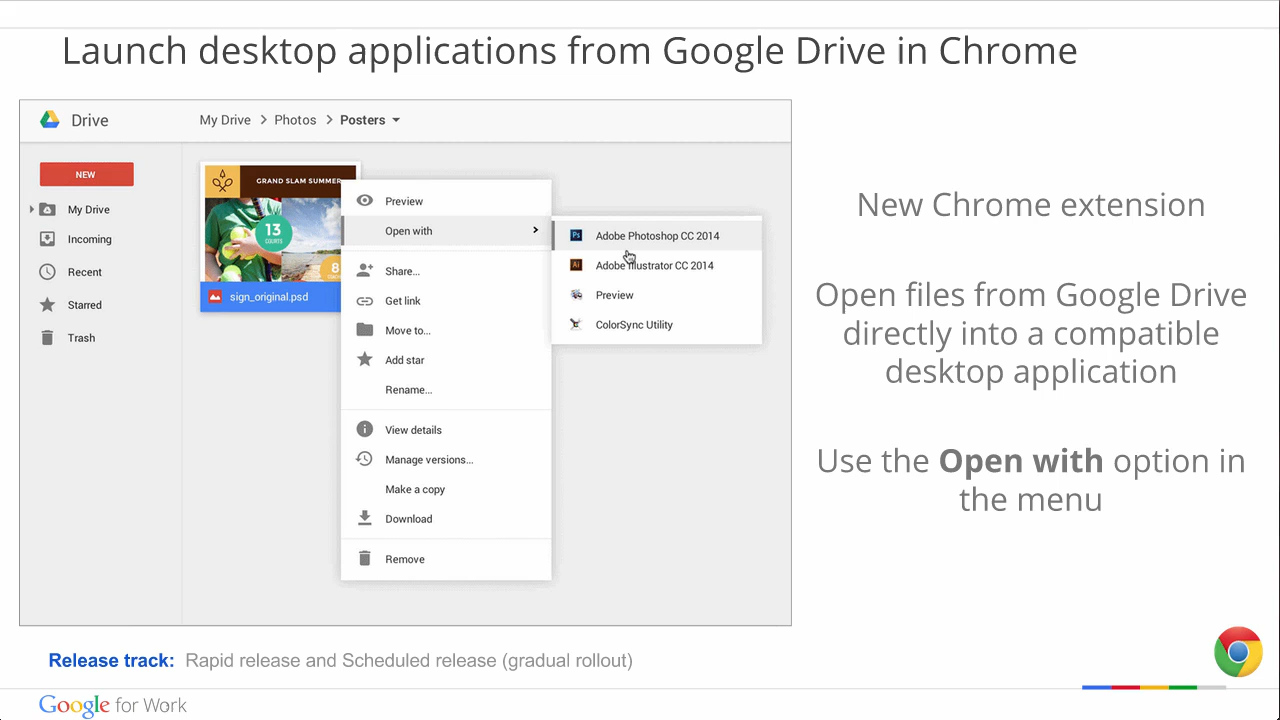 Launch desktop applications from Google Drive in Chrome
Drive
My Drive > Photos > Posters
NEW
My Drive
Incoming
Recent
Starred
Trash
GRAND SLAM SUMMER
13
COURTS
8
sign_original.psd
Preview
Open with
Share...
Get link
Move to...
Add star
Rename...
View details
Manage versions...
Make a copy
Download
Remove
Ps
Adobe Photoshop CC 2014
Ai
Adobe Illustrator CC 2014
Preview
ColorSync Utility
New Chrome extension
Open files from Google Drive
directly into a compatible
desktop application
Use the Open with option in
the menu
Release track: Rapid release and Scheduled release (gradual rollout)
Google for Work